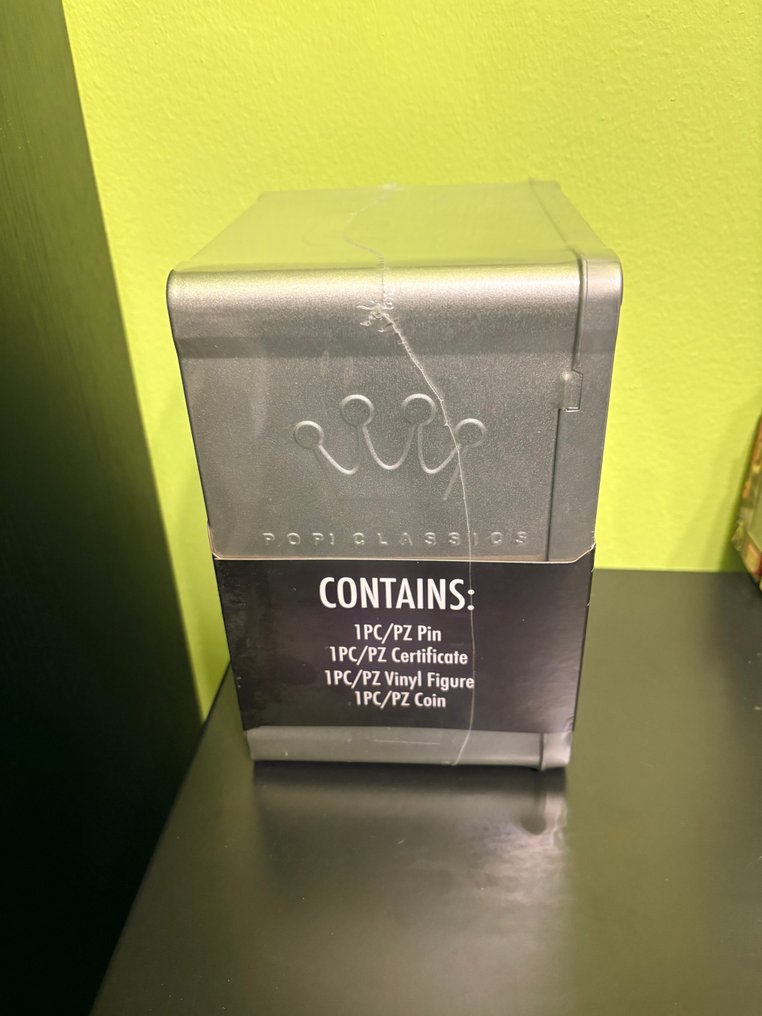 POP! CLASSICS
CONTAINS:
1PC/PZ Pin
1PC/PZ Certificate
1PC/PZ Vinyl Figure
1PC/PZ Coin